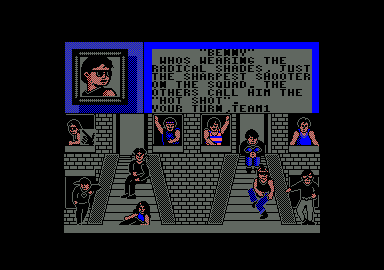 "BENNY"
WHOS WEARING THE
RADICAL SHADES. JUST
THE SHARPEST SHOOTER
ON THE SQUAD. THE
OTHERS CALL HIM THE
"HOT SHOT".
YOUR TURN TEAM1